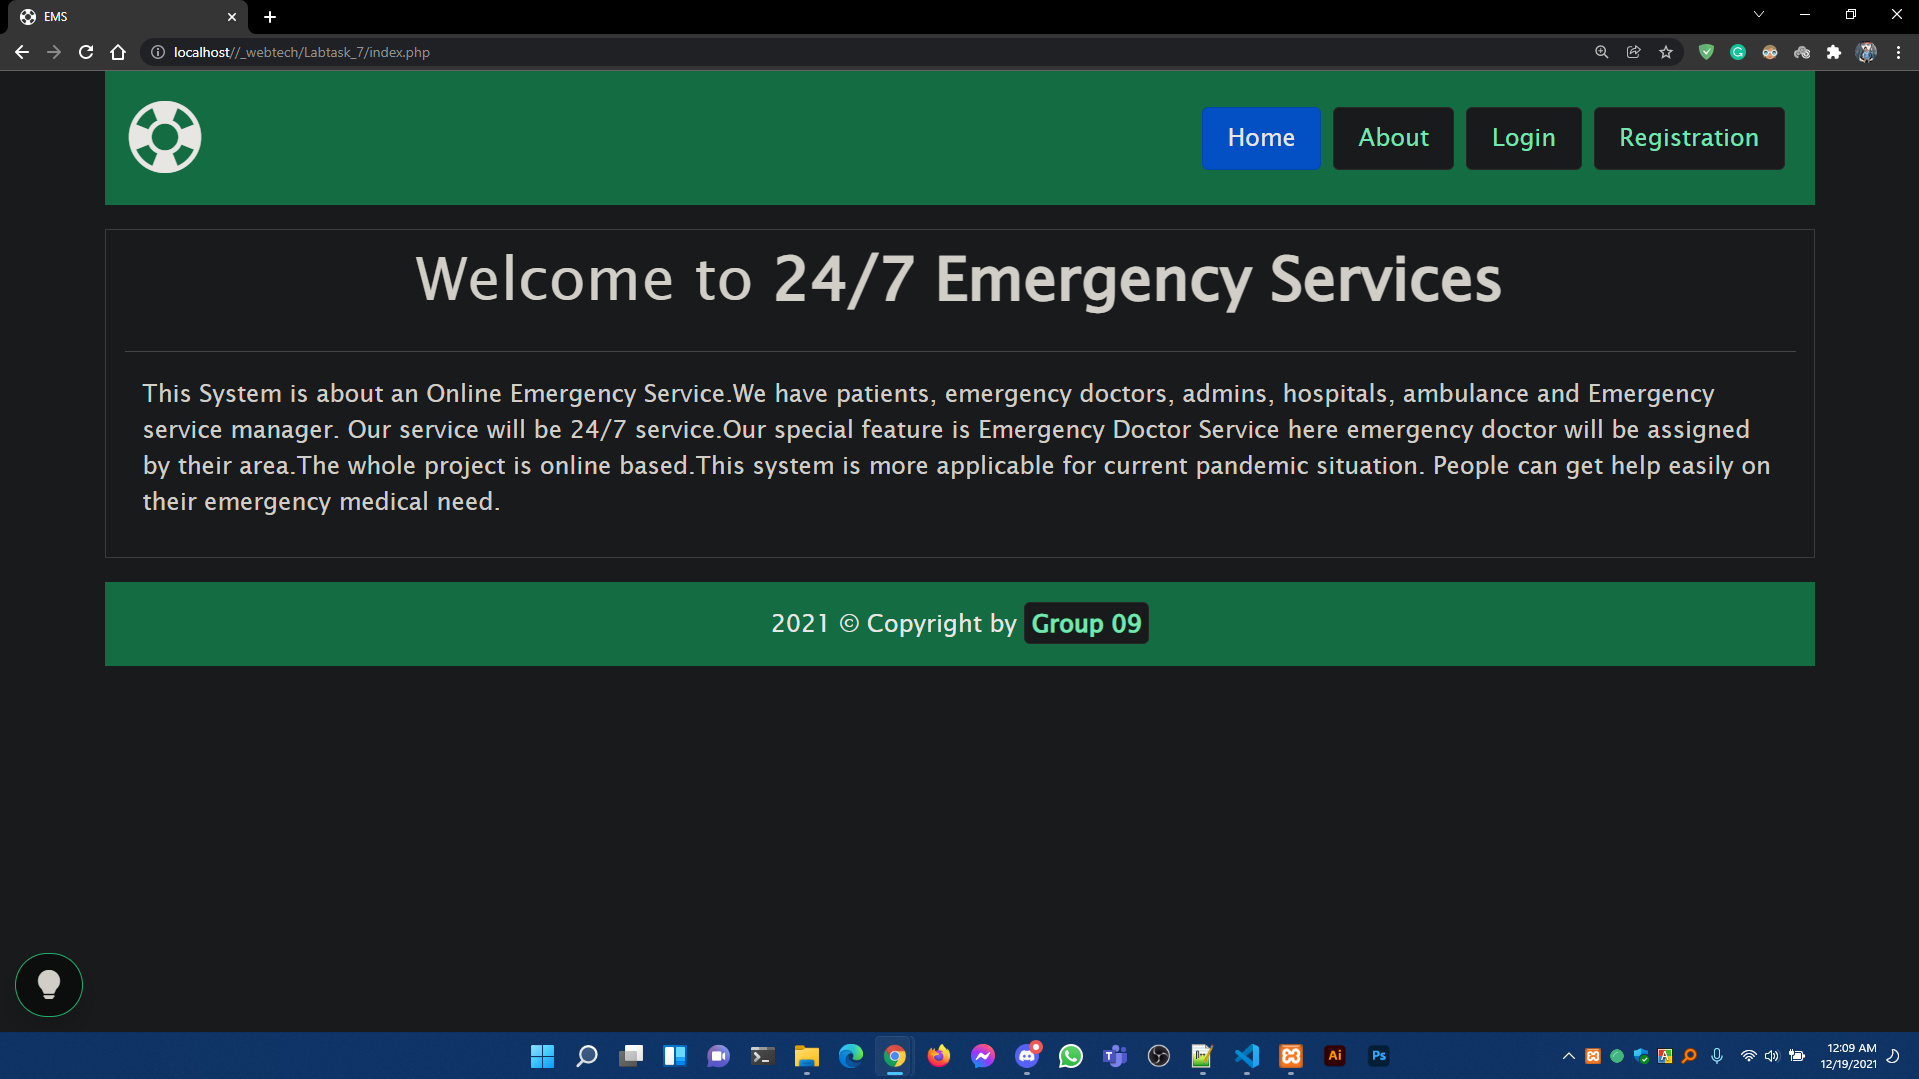 EMS
localhost//_webtech/Labtask_7/index.php
Home About Login Registration
Welcome to 24/7 Emergency Services
This System is about an Online Emergency Service.We have patients, emergency doctors, admins, hospitals, ambulance and Emergency
service manager. Our service will be 24/7 service.Our special feature is Emergency Doctor Service here emergency doctor will be assigned
by their area.The whole project is online based.This system is more applicable for current pandemic situation. People can get help easily on
their emergency medical need.
2021 © Copyright by Group 09
Ai Ps
12:09 AM
12/19/2021